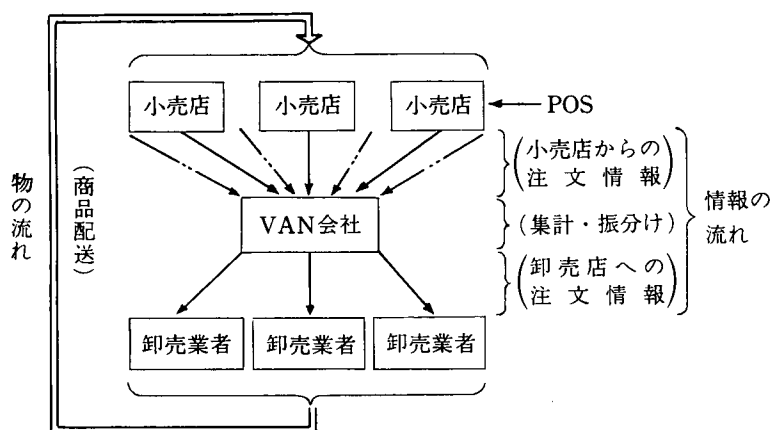 小売店
小売店
小売店
POS
小売店からの
注文情報
VAN会社
(集計・振分け)
情報の
流れ
卸売店への
注文情報
卸売業者
卸売業者
卸売業者
物の流れ
(商品配送)